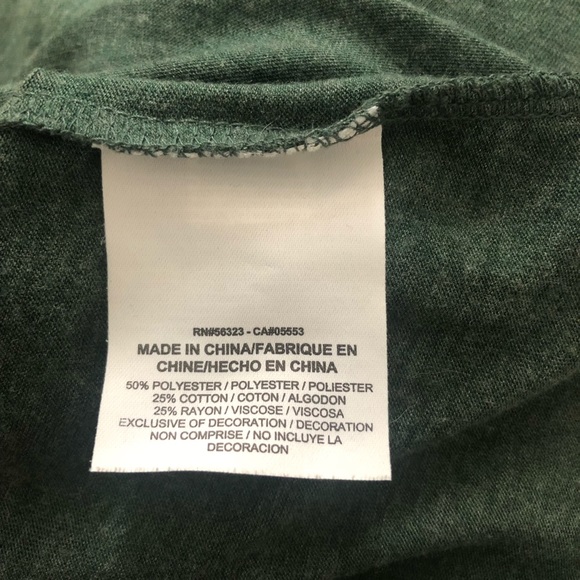 RN#56323 - CA#05553
MADE IN CHINA/FABRIQUE EN
CHINE/HECHO EN CHINA
50% POLYESTER / POLYESTER / POLIESTER
25% COTTON / COTON / ALGODON
25% RAYON / VISCOSE / VISCOSA
EXCLUSIVE OF DECORATION / DECORATION
NON COMPRISE / NO INCLUYE LA
DECORACION